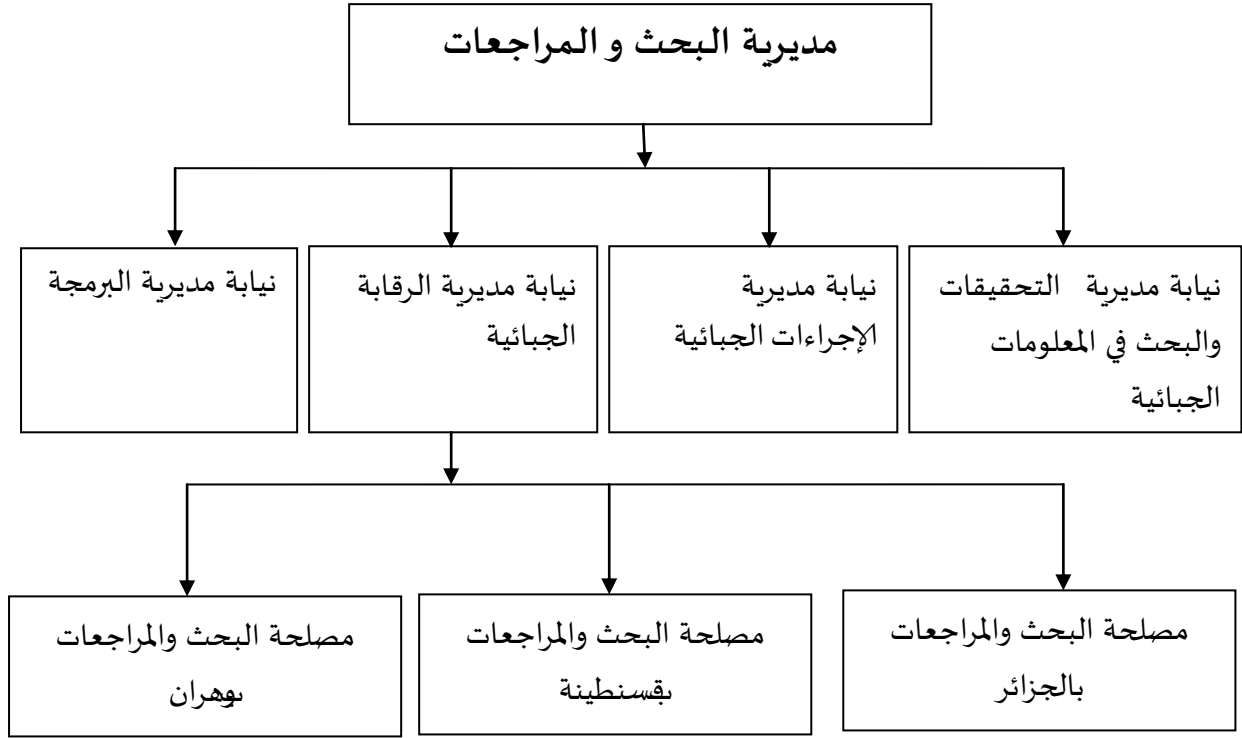 مديرية البحث و المراجعات
نيابة مديرية التحقيقات
والبحث في المعلومات
الجبائية
نيابة مديرية
الإجراءات الجبائية
نيابة مديرية الرقابة
الجبائية
نيابة مديرية البرمجة
مصلحة البحث والمراجعات
بالجزائر
مصلحة البحث والمراجعات
بقسنطينة
مصلحة البحث والمراجعات
بوهران